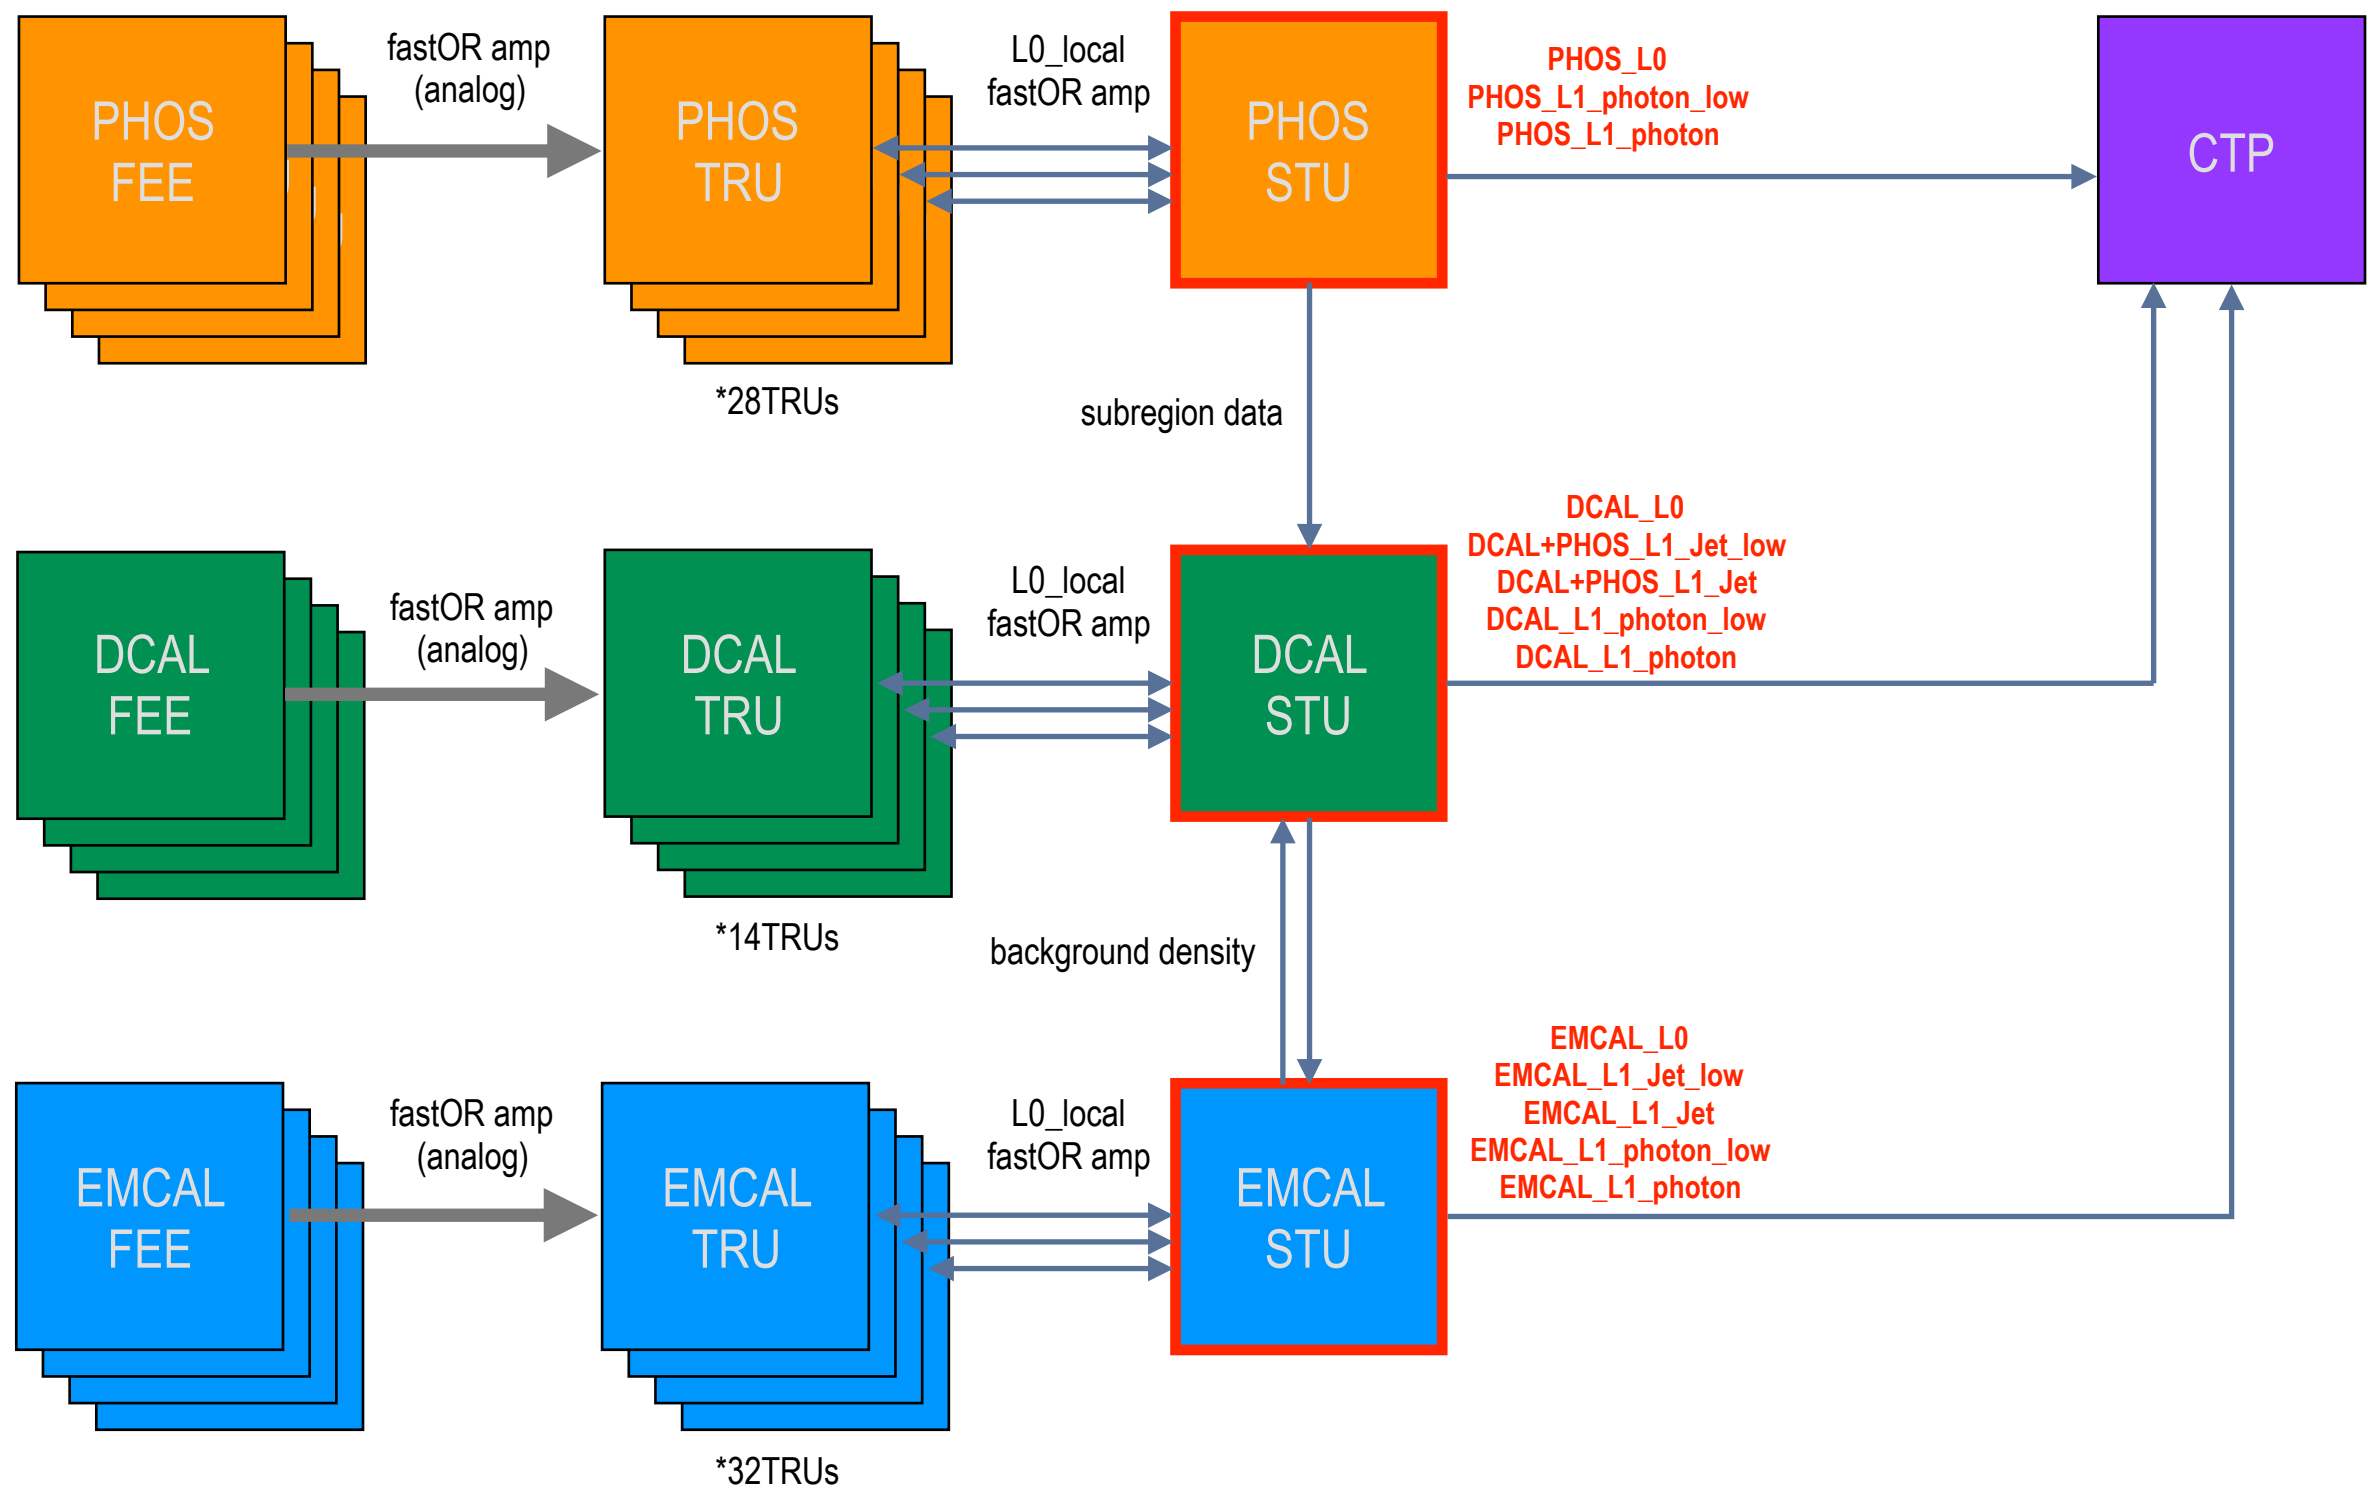 PHOS
FEE
fastOR amp
(analog)
PHOS
TRU
*28TRUs
L0_local
fastOR amp
PHOS
STU
PHOS_L0
PHOS_L1_photon_low
PHOS_L1_photon
CTP
subregion data
DCAL
FEE
fastOR amp
(analog)
DCAL
TRU
*14TRUs
L0_local
fastOR amp
DCAL
STU
DCAL_L0
DCAL+PHOS_L1_Jet_low
DCAL+PHOS_L1_Jet
DCAL_L1_photon_low
DCAL_L1_photon
background density
EMCAL
FEE
fastOR amp
(analog)
EMCAL
TRU
*32TRUs
L0_local
fastOR amp
EMCAL
STU
EMCAL_L0
EMCAL_L1_Jet_low
EMCAL_L1_Jet
EMCAL_L1_photon_low
EMCAL_L1_photon